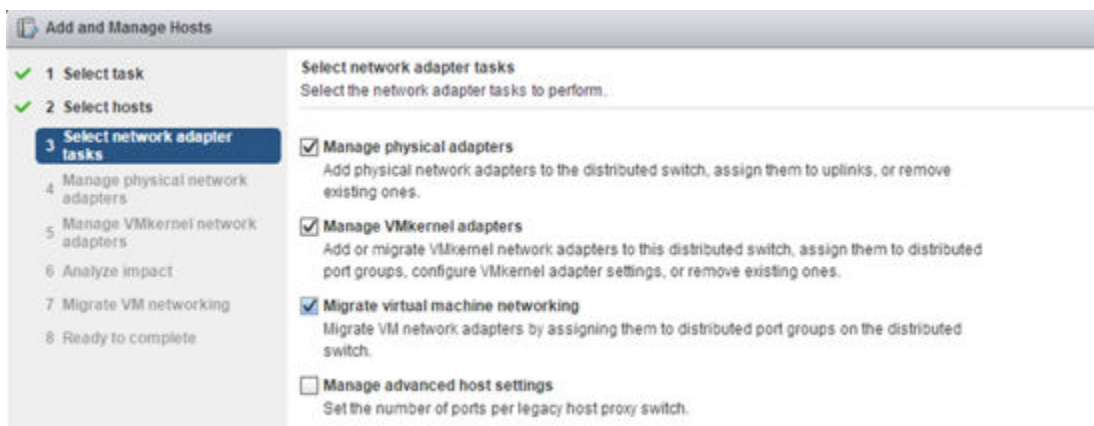 Add and Manage Hosts
1 Select task
2 Select hosts
3 Select network adapter
tasks
4 Manage physical network
adapters
5 Manage VMkernel network
adapters
6 Analyze impact
7 Migrate VM networking
8 Ready to complete
Select network adapter tasks
Select the network adapter tasks to perform.
Manage physical adapters
Add physical network adapters to the distributed switch, assign them to uplinks, or remove
existing ones.
Manage VMkernel adapters
Add or migrate VMkernel network adapters to this distributed switch, assign them to distributed
port groups, configure VMkernel adapter settings, or remove existing ones.
Migrate virtual machine networking
Migrate VM network adapters by assigning them to distributed port groups on the distributed
switch.
Manage advanced host settings
Set the number of ports per legacy host proxy switch.